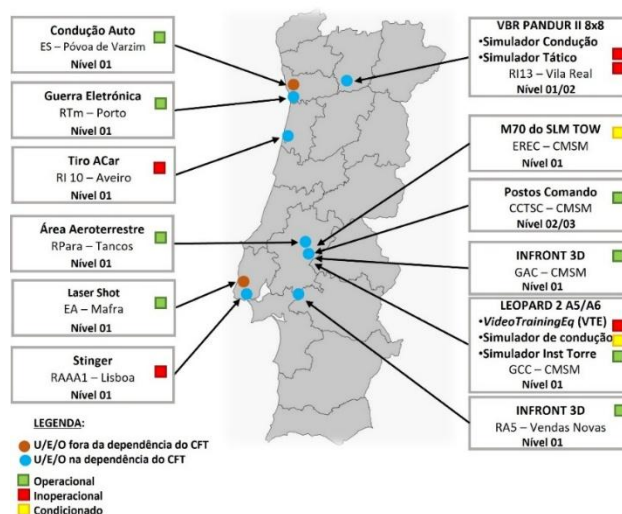 Condução Auto
ES – Póvoa de Varzim
Nível 01
Guerra Eletrónica
RTm – Porto
Nível 01
Tiro ACar
RI 10 – Aveiro
Nível 01
Área Aeroterrestre
RPara – Tancos
Nível 01
Laser Shot
EA – Mafra
Nível 01
Stinger
RAAA1 – Lisboa
Nível 01
LEGENDA:
U/E/O fora da dependência do CFT
U/E/O na dependência do CFT
Operacional
Inoperacional
Condicionado
VBR PANDUR II 8x8
•Simulador Condução
•Simulador Tático
RI13 – Vila Real
Nível 01/02
M70 do SLM TOW
EREC – CMSM
Nível 01
Postos Comando
CCTSC – CMSM
Nível 02/03
INFRONT 3D
GAC – CMSM
Nível 01
LEOPARD 2 A5/A6
•VideoTrainingEq (VTE)
•Simulador de condução
•Simulador Inst Torre
GCC – CMSM
Nível 01
INFRONT 3D
RA5 – Vendas Novas
Nível 01